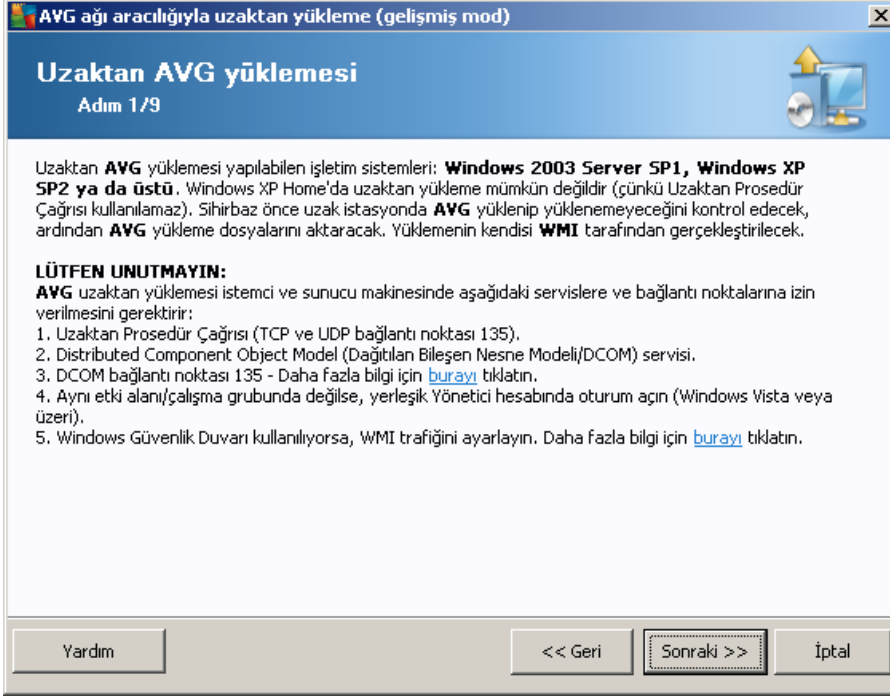 AVG ağı aracılığıyla uzaktan yükleme (gelişmiş mod)
Uzaktan AVG yüklemesi
Adım 1/9
Uzaktan AVG yüklemesi yapılabilen işletim sistemleri: Windows 2003 Server SP1, Windows XP
SP2 ya da üstü. Windows XP Home'da uzaktan yükleme mümkün değildir (çünkü Uzaktan Prosedür
Çağrısı kullanılamaz). Sihirbaz önce uzak istasyonda AVG yüklenip yüklenemeyeceğini kontrol edecek,
ardından AVG yükleme dosyalarını aktaracak. Yüklemenin kendisi WMI tarafından gerçekleştirilecek.
LÜTFEN UNUTMAYIN:
AVG uzaktan yüklemesi istemci ve sunucu makinesinde aşağıdaki servislere ve bağlantı noktalarına izin
verilmesini gerektirir:
1. Uzaktan Prosedür Çağrısı (TCP ve UDP bağlantı noktası 135).
2. Distributed Component Object Model (Dağıtılan Bileşen Nesne Modeli/DCOM) servisi.
3. DCOM bağlantı noktası 135 - Daha fazla bilgi için burayı tıklatın.
4. Aynı etki alanı/çalışma grubunda değilse, yerleşik Yönetici hesabında oturum açın (Windows Vista veya
üzeri).
5. Windows Güvenlik Duvarı kullanılıyorsa, WMI trafiğini ayarlayın. Daha fazla bilgi için burayı tıklatın.
Yardım
<< Geri
Sonraki >>
İptal